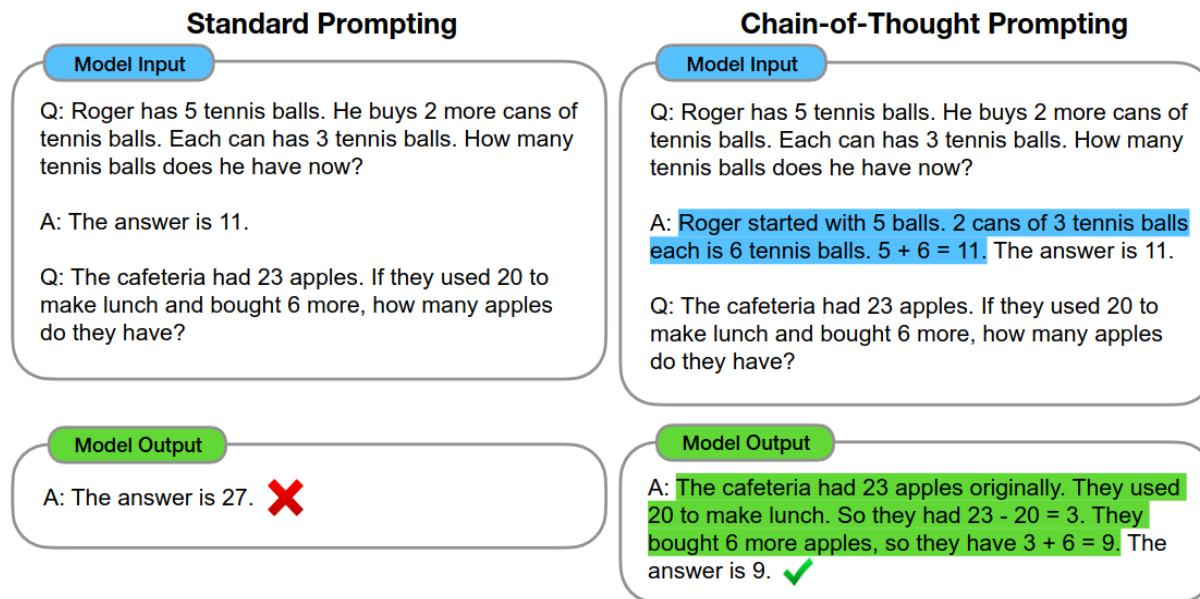 Standard Prompting
Model Input
Q: Roger has 5 tennis balls. He buys 2 more cans of
tennis balls. Each can has 3 tennis balls. How many
tennis balls does he have now?
A: The answer is 11.
Q: The cafeteria had 23 apples. If they used 20 to
make lunch and bought 6 more, how many apples
do they have?
Model Output
A: The answer is 27.
Chain-of-Thought Prompting
Model Input
Q: Roger has 5 tennis balls. He buys 2 more cans of
tennis balls. Each can has 3 tennis balls. How many
tennis balls does he have now?
A: Roger started with 5 balls. 2 cans of 3 tennis balls
each is 6 tennis balls. 5 + 6 = 11. The answer is 11.
Q: The cafeteria had 23 apples. If they used 20 to
make lunch and bought 6 more, how many apples
do they have?
Model Output
A: The cafeteria had 23 apples originally. They used
20 to make lunch. So they had 23 - 20 = 3. They
bought 6 more apples, so they have 3 + 6 = 9. The
answer is 9.